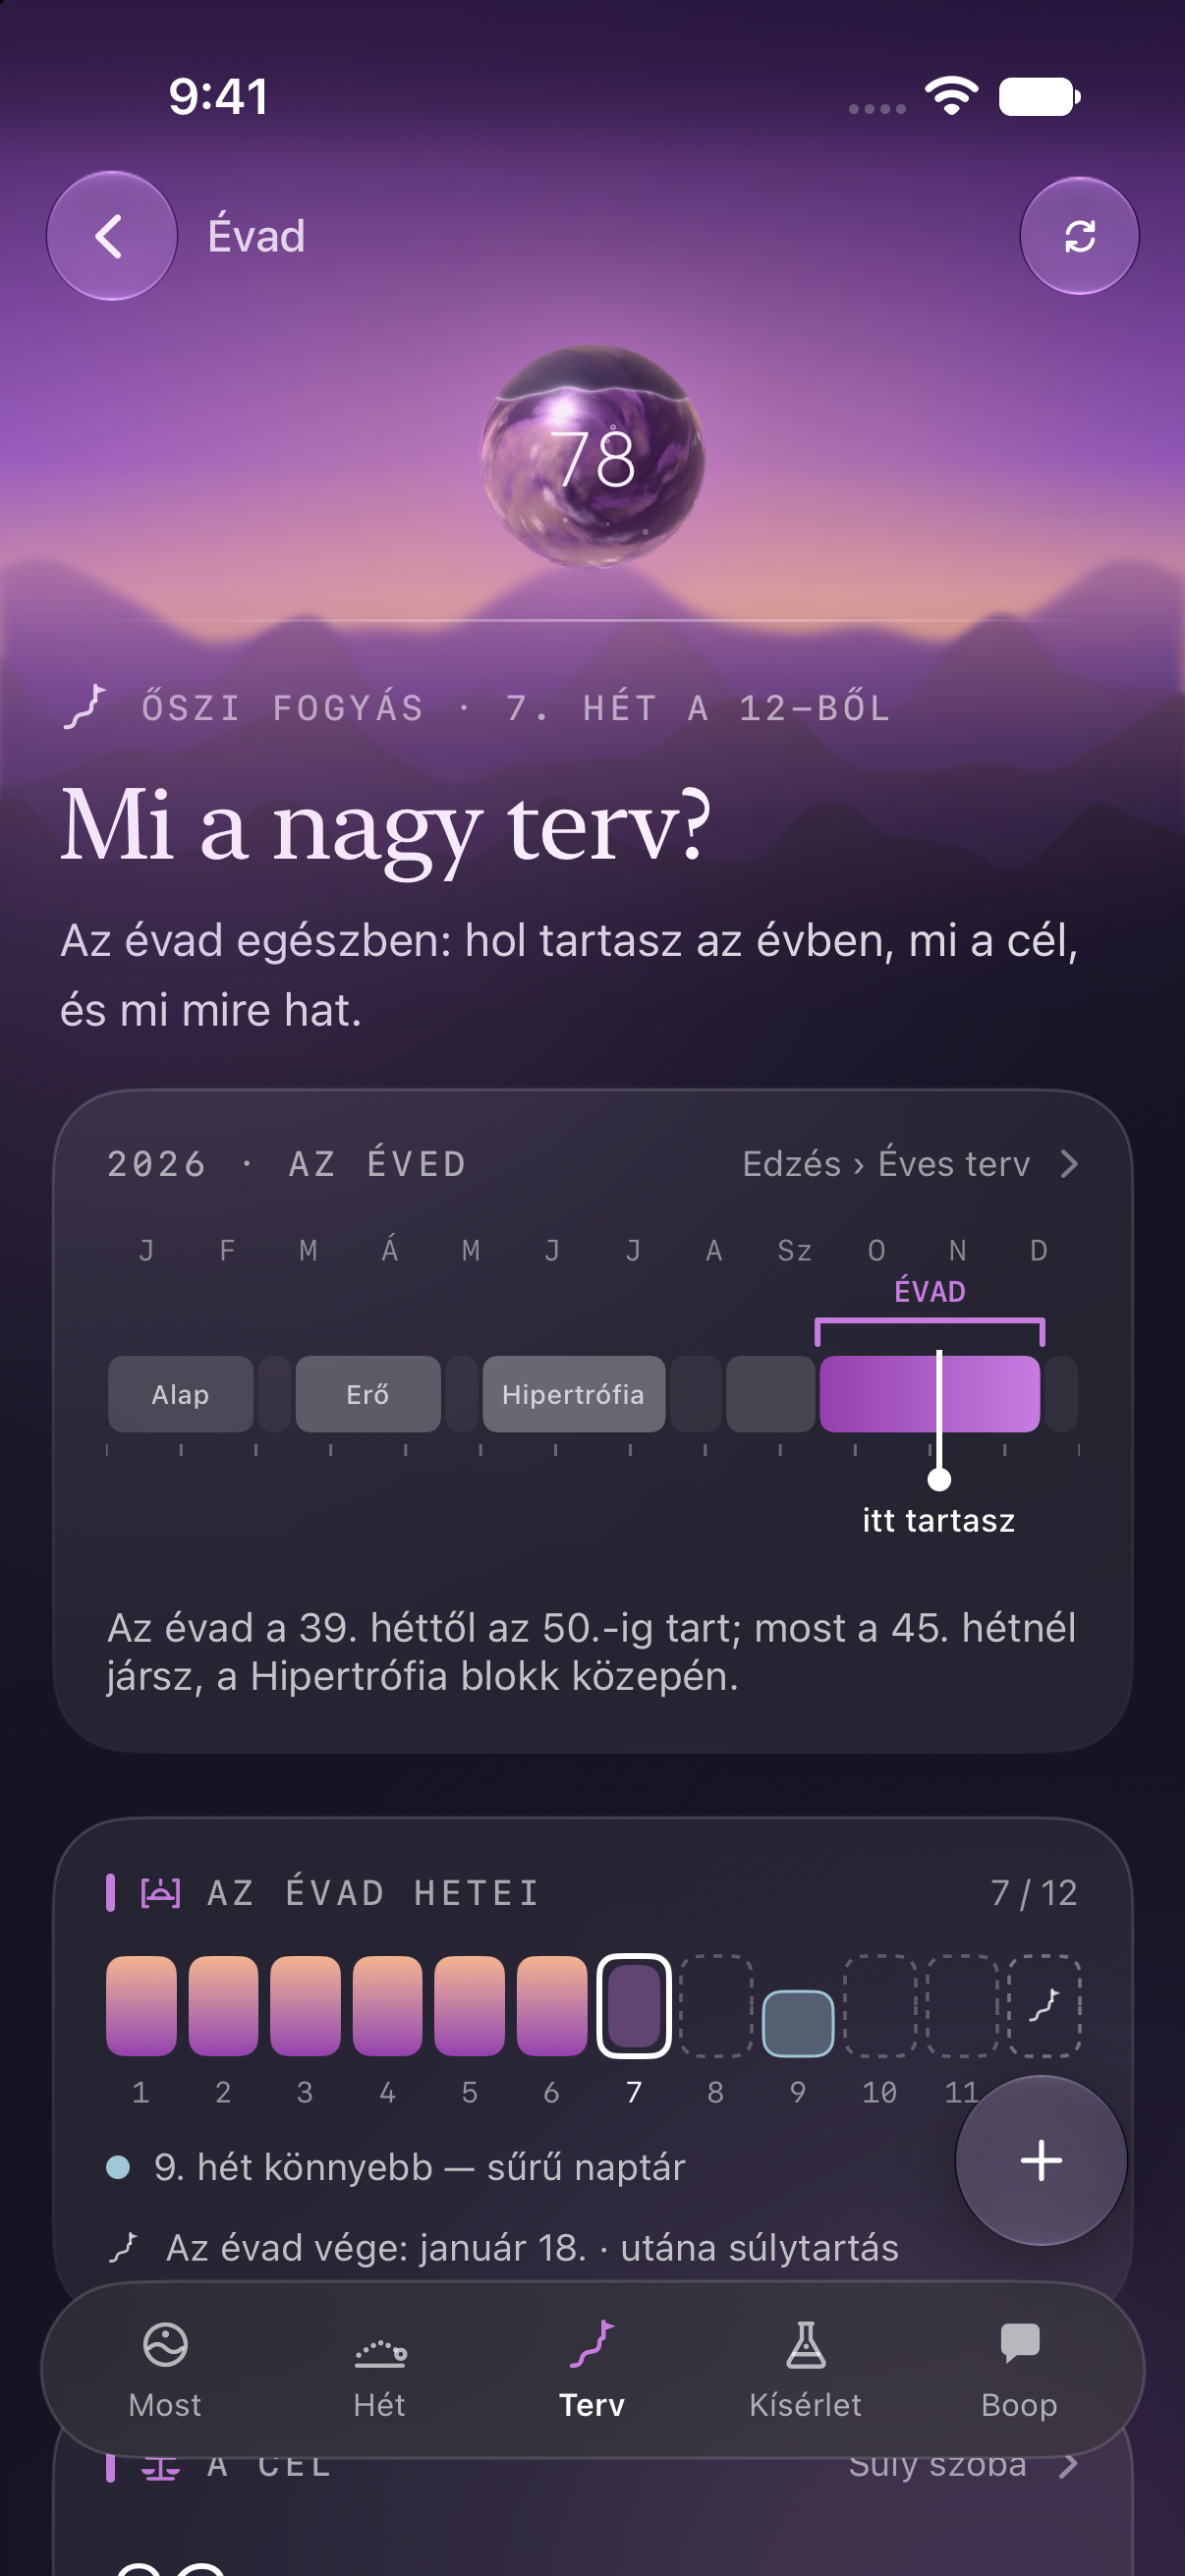 9:41
Évad
78
ŐSZI FOGYÁS · 7. HÉT A 12–BŐL
Mi a nagy terv?
Az évad egészben: hol tartasz az évben, mi a cél,
és mi mire hat.
2026 · AZ ÉVED
Edzés › Éves terv
J F M Á M J J A Sz O N D
ÉVAD
Alap Erő Hipertrófia
itt tartasz
Az évad a 39. héttől az 50.-ig tart; most a 45. hétnél
jársz, a Hipertrófia blokk közepén.
AZ ÉVAD HETEI
7 / 12
1 2 3 4 5 6 7 8 9 10 11
9. hét könnyebb — sűrű naptár
Az évad vége: január 18. · utána súlytartás
Most Hét Terv Kísérlet Boop
A CÉL
Súly szoba